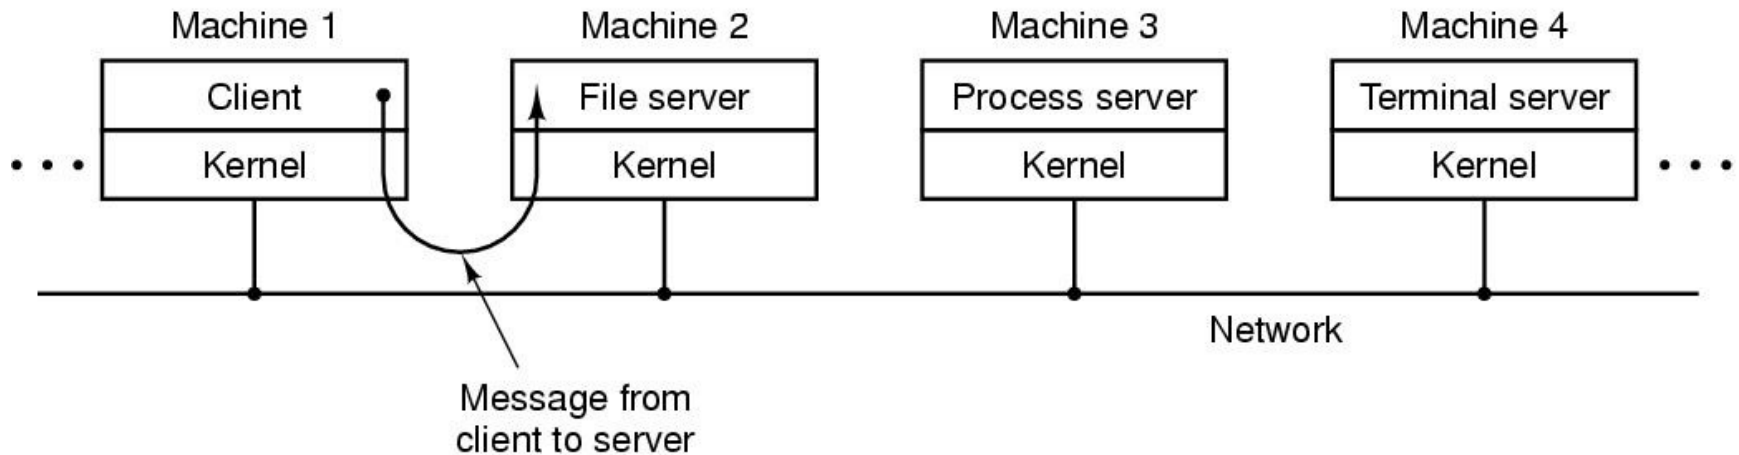 Machine 1
Machine 2
Machine 3
Machine 4
Client
File server
Process server
Terminal server
Kernel
Kernel
Kernel
Kernel
Network
Message from
client to server